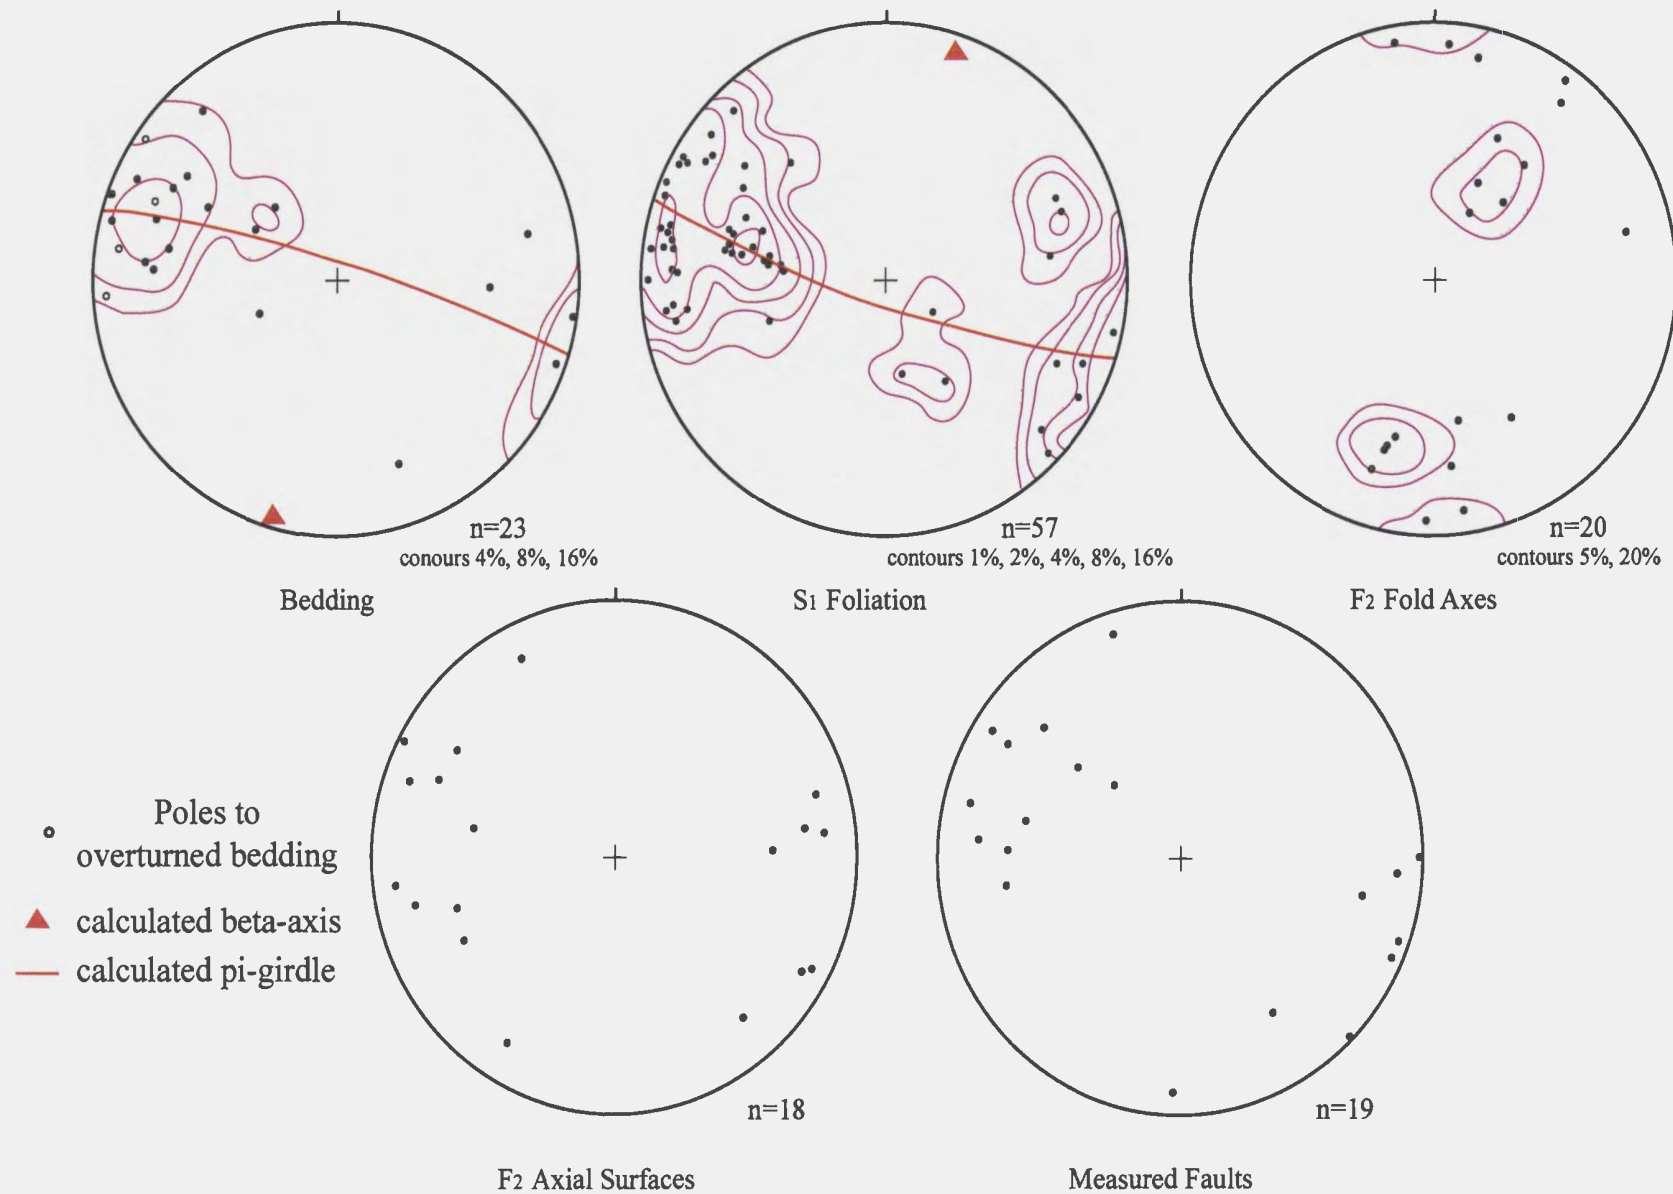 n=23
conours 4%, 8%, 16%
Bedding
n=57
contours 1%, 2%, 4%, 8%, 16%
S1 Foliation
n=20
contours 5%, 20%
F2 Fold Axes
Poles to
overturned bedding
calculated beta-axis
calculated pi-girdle
n=18
F2 Axial Surfaces
n=19
Measured Faults